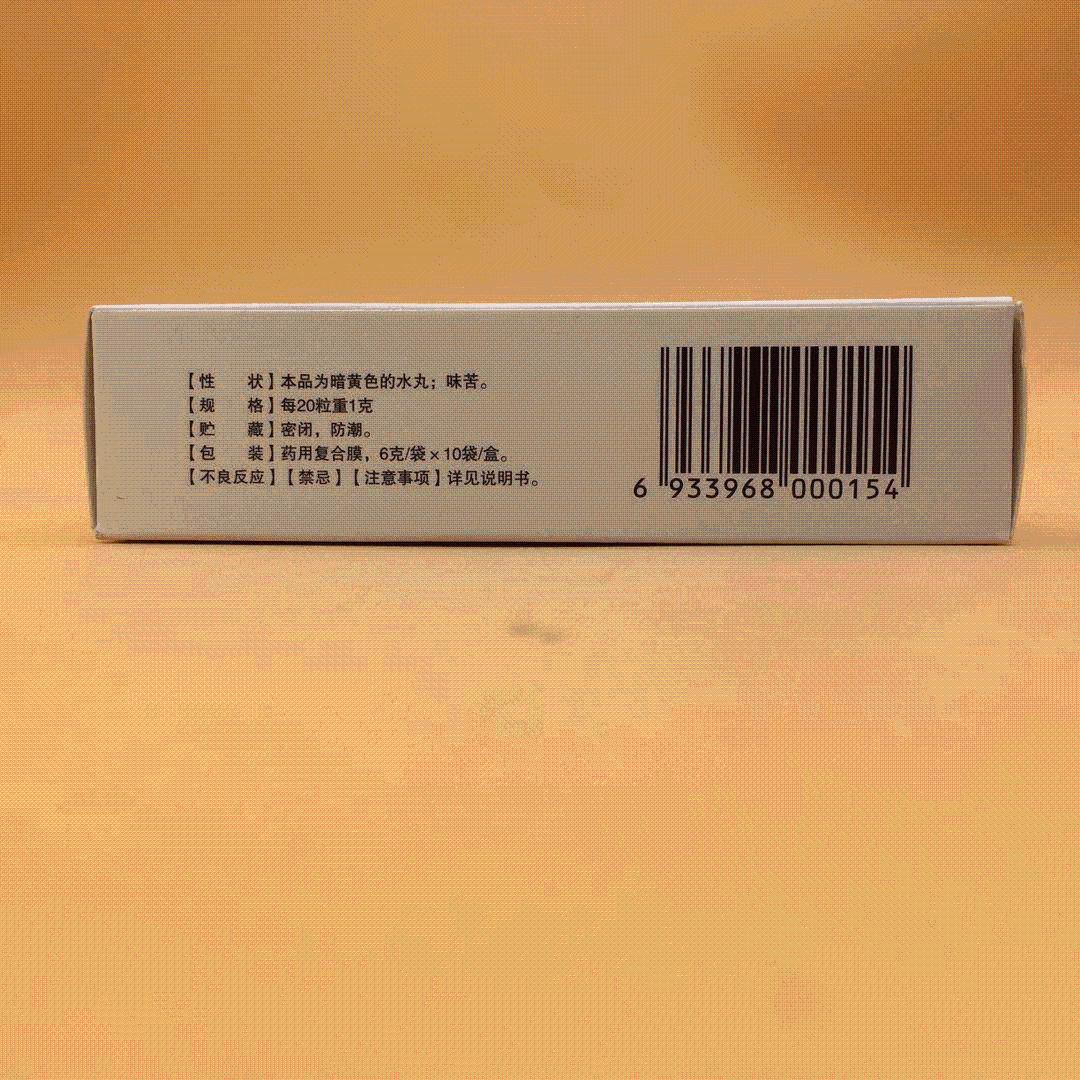 【性 状】本品为暗黄色的水丸；味苦。
【规 格】每20粒重1克
【贮 藏】密闭，防潮。
【包 装】药用复合膜，6克/袋×10袋/盒。
【不良反应】【禁忌】【注意事项】详见说明书。
6 933968 000154